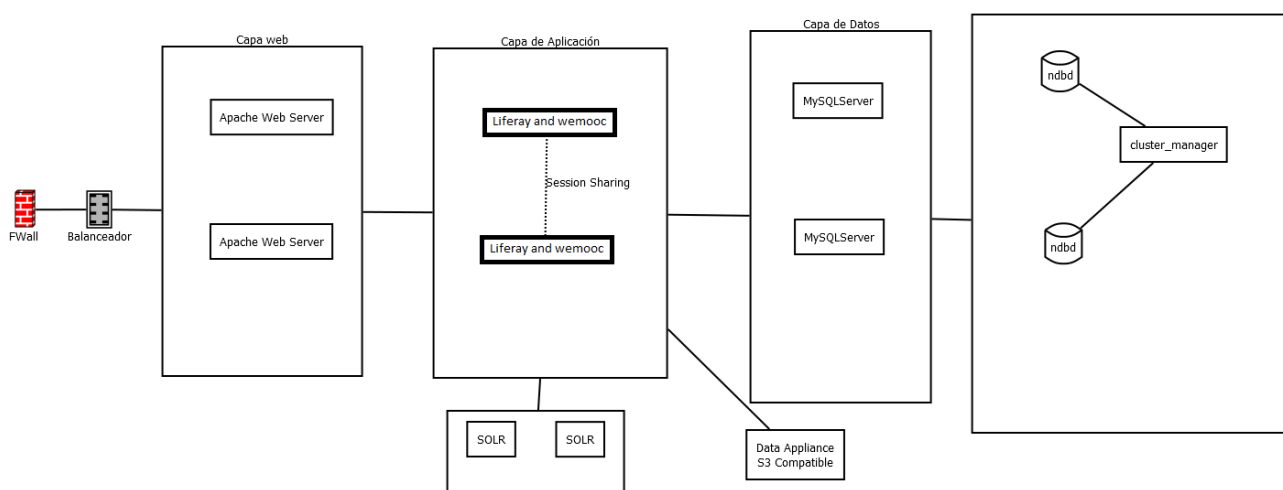 Capa web
Capa de Aplicación
Capa de Datos
Apache Web Server
Apache Web Server
FWall
Balanceador
Liferay and wemooc
Session Sharing
Liferay and wemooc
MySQLServer
MySQLServer
ndbd
cluster_manager
ndbd
SOLR
SOLR
Data Appliance
S3 Compatible